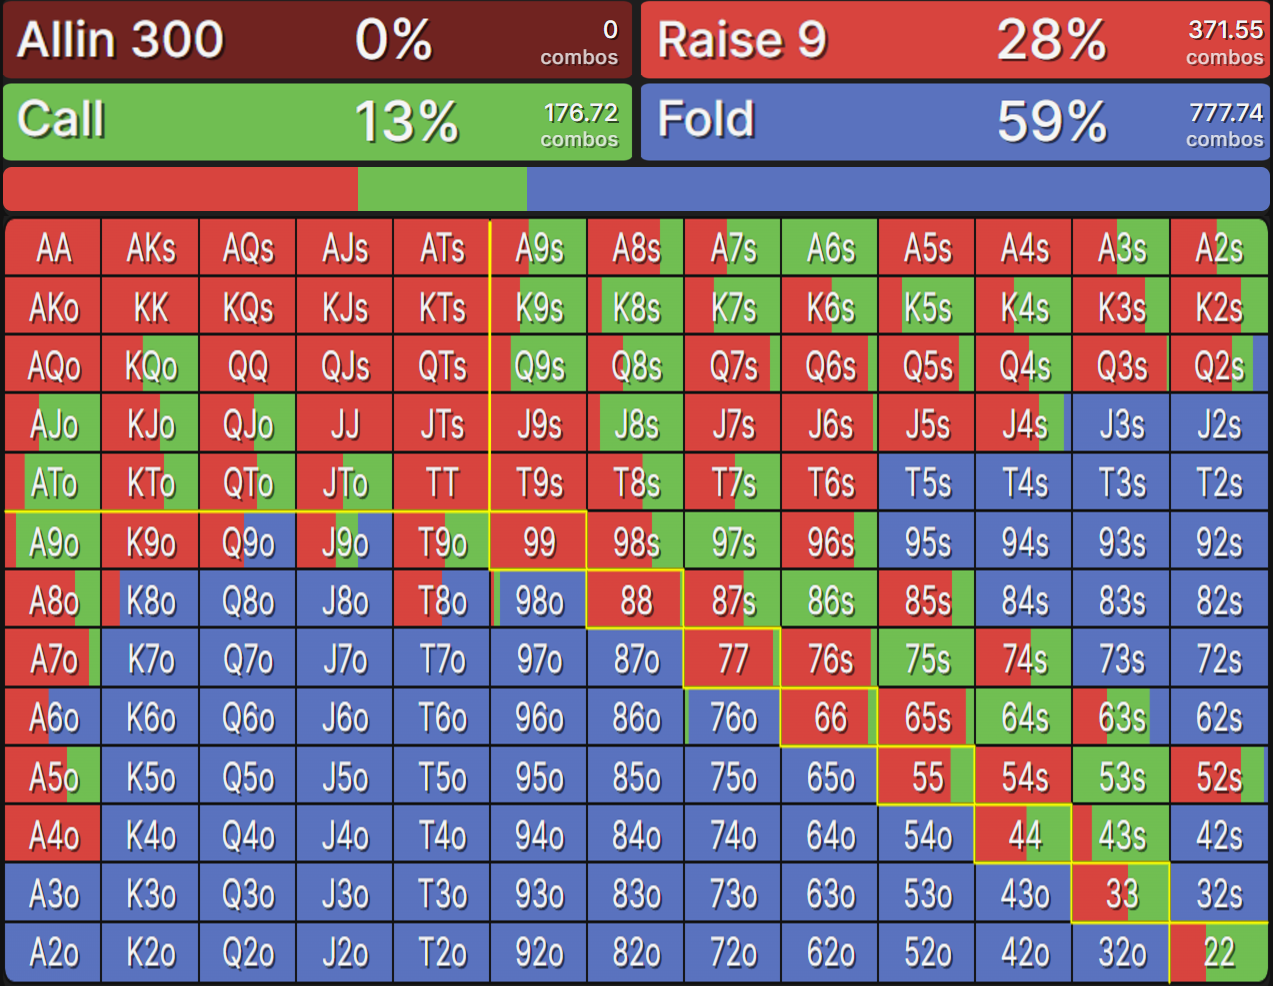 Allin 300 0% 0 combos Raise 9 28% 371.55 combos
Call 13% 176.72 combos Fold 59% 777.74 combos
AA AKs AQs AJs ATs A9s A8s A7s A6s A5s A4s A3s A2s
AKo KK KQs KJs KTs K9s K8s K7s K6s K5s K4s K3s K2s
AQo KQo QQ QJs QTs Q9s Q8s Q7s Q6s Q5s Q4s Q3s Q2s
AJo KJo QJo JJ JTs J9s J8s J7s J6s J5s J4s J3s J2s
ATo KTo QTo JTo TT T9s T8s T7s T6s T5s T4s T3s T2s
A9o K9o Q9o J9o T9o 99 98s 97s 96s 95s 94s 93s 92s
A8o K8o Q8o J8o T8o 98o 88 87s 86s 85s 84s 83s 82s
A7o K7o Q7o J7o T7o 97o 87o 77 76s 75s 74s 73s 72s
A6o K6o Q6o J6o T6o 96o 86o 76o 66 65s 64s 63s 62s
A5o K5o Q5o J5o T5o 95o 85o 75o 65o 55 54s 53s 52s
A4o K4o Q4o J4o T4o 94o 84o 74o 64o 54o 44 43s 42s
A3o K3o Q3o J3o T3o 93o 83o 73o 63o 53o 43o 33 32s
A2o K2o Q2o J2o T2o 92o 82o 72o 62o 52o 42o 32o 22